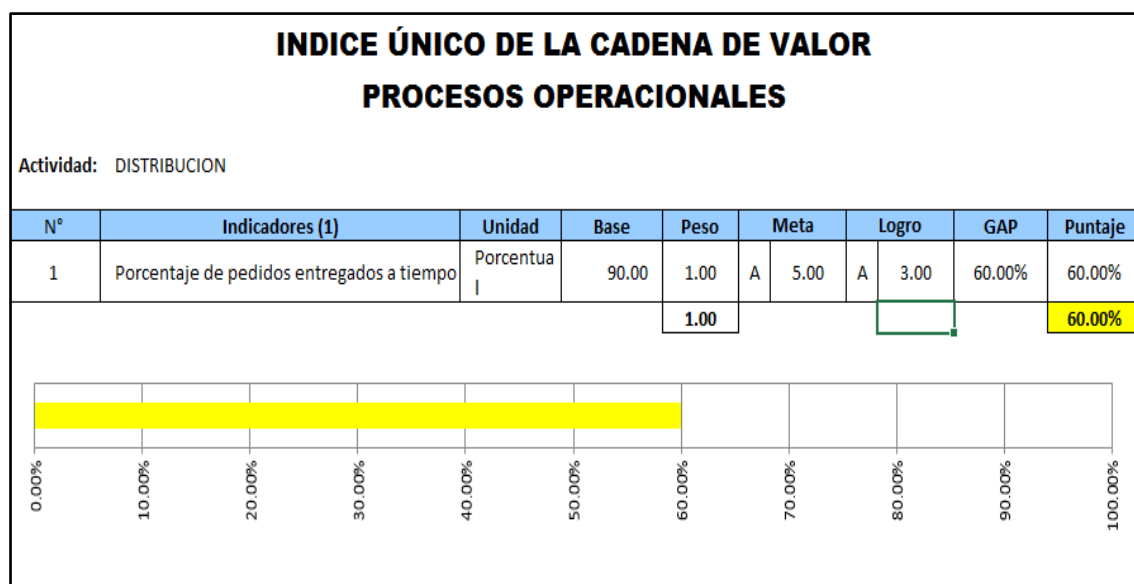 INDICE ÚNICO DE LA CADENA DE VALOR
PROCESOS OPERACIONALES
Actividad: DISTRIBUCION
N° Indicadores (1) Unidad Base Peso Meta Logro GAP Puntaje
1 Porcentaje de pedidos entregados a tiempo Porcentua
l 90.00 1.00 A 5.00 A 3.00 60.00% 60.00%
1.00 60.00%
0.00% 10.00% 20.00% 30.00% 40.00% 50.00% 60.00% 70.00% 80.00% 90.00% 100.00%